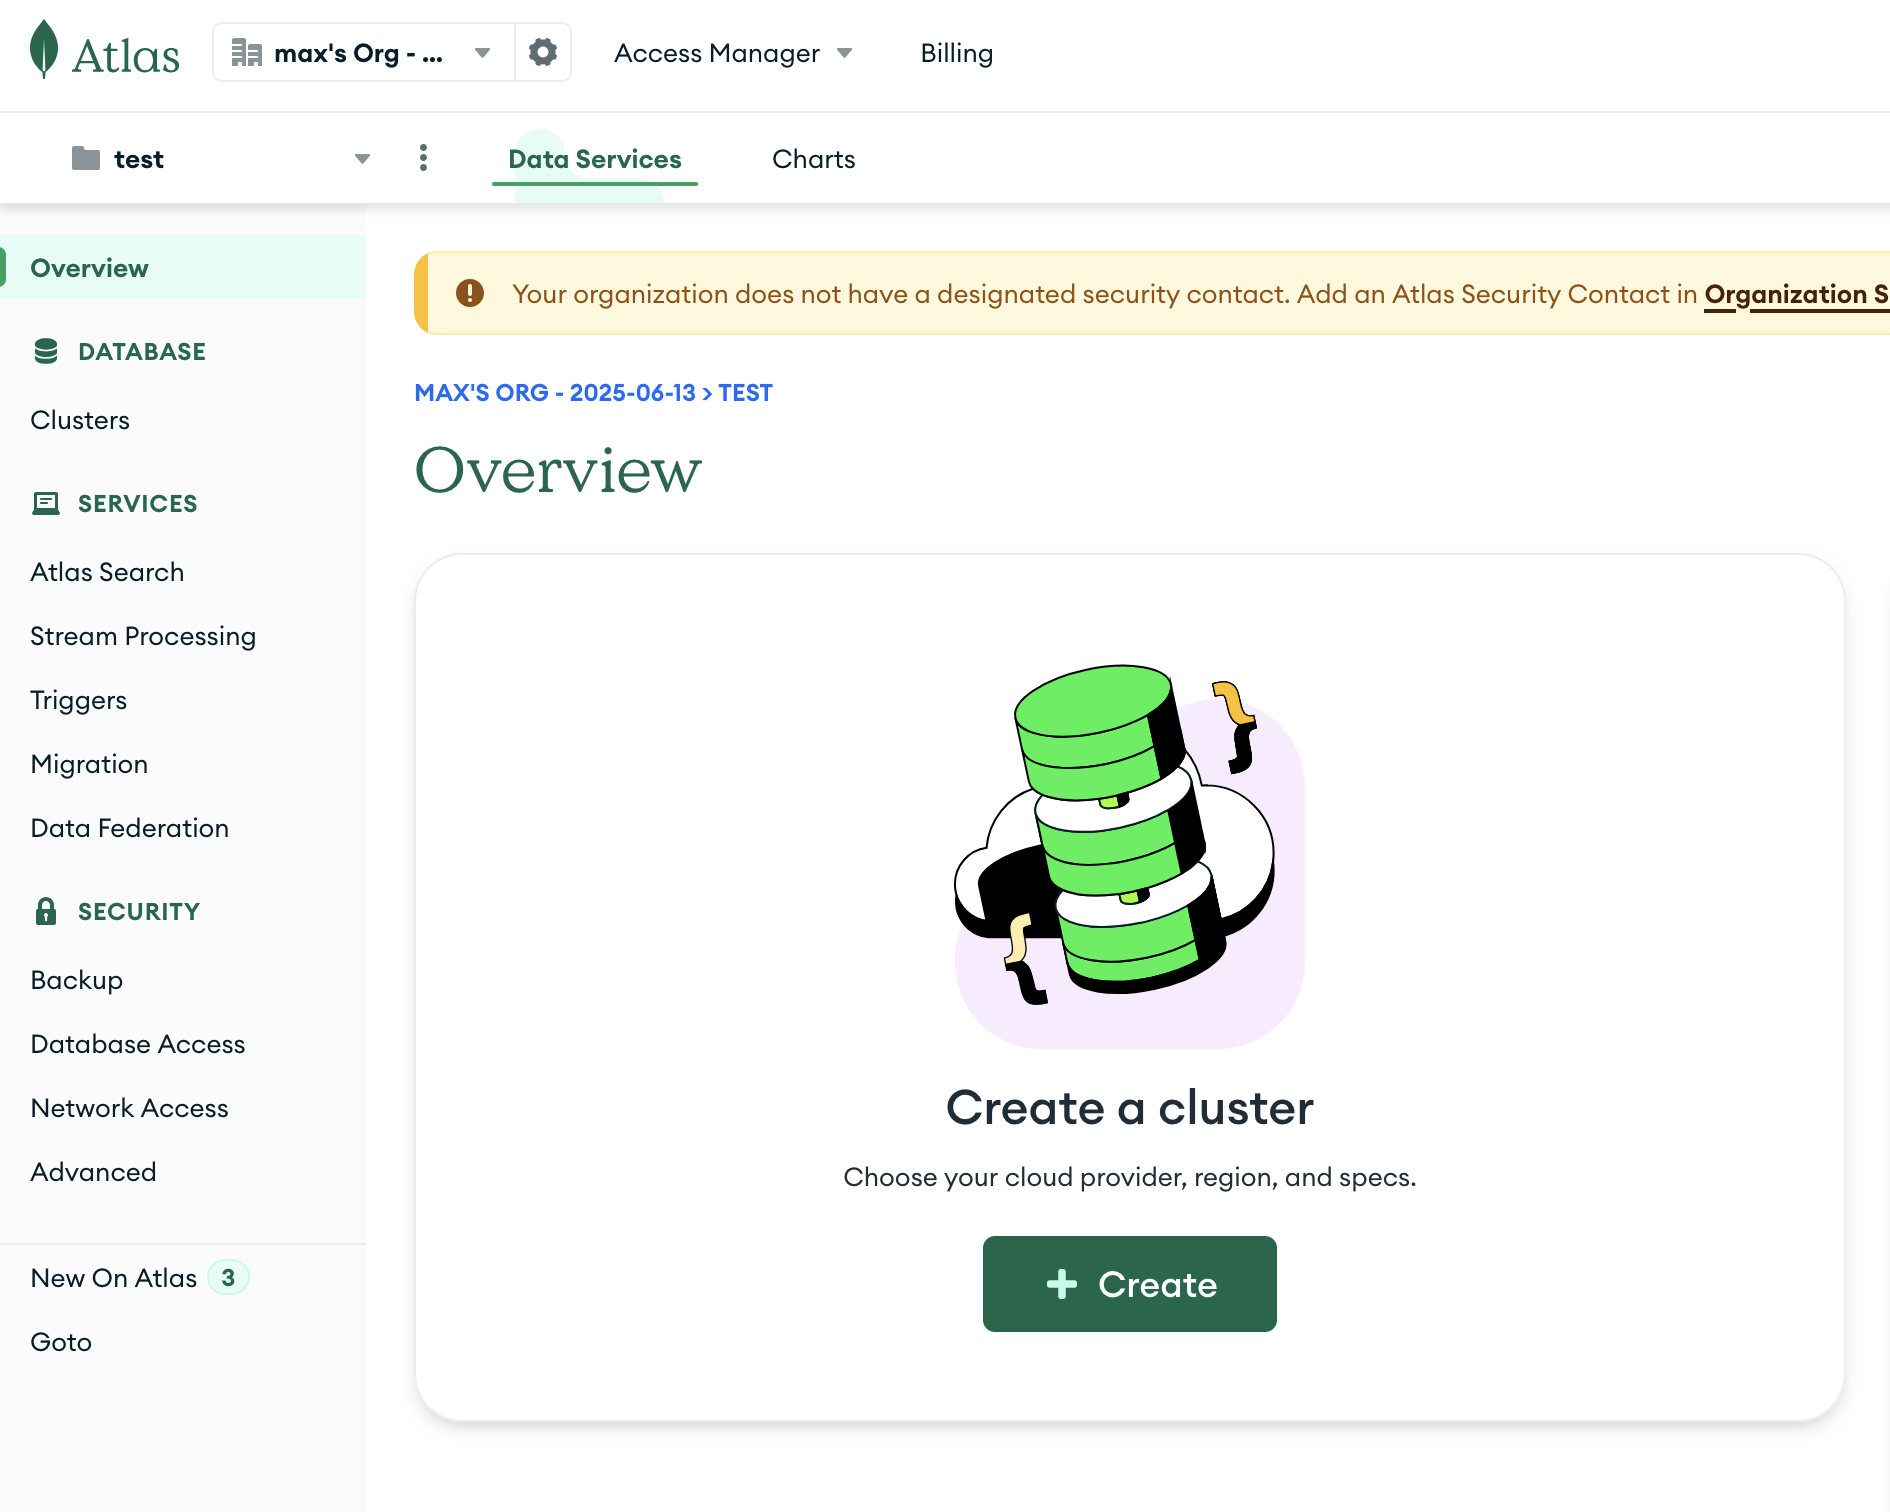 Atlas
max's Org - ...
Access Manager
Billing
test
Data Services
Charts
Overview
DATABASE
Clusters
SERVICES
Atlas Search
Stream Processing
Triggers
Migration
Data Federation
SECURITY
Backup
Database Access
Network Access
Advanced
New On Atlas 3
Goto
Your organization does not have a designated security contact. Add an Atlas Security Contact in Organization S
MAX'S ORG - 2025-06-13 > TEST
Overview
Create a cluster
Choose your cloud provider, region, and specs.
+ Create